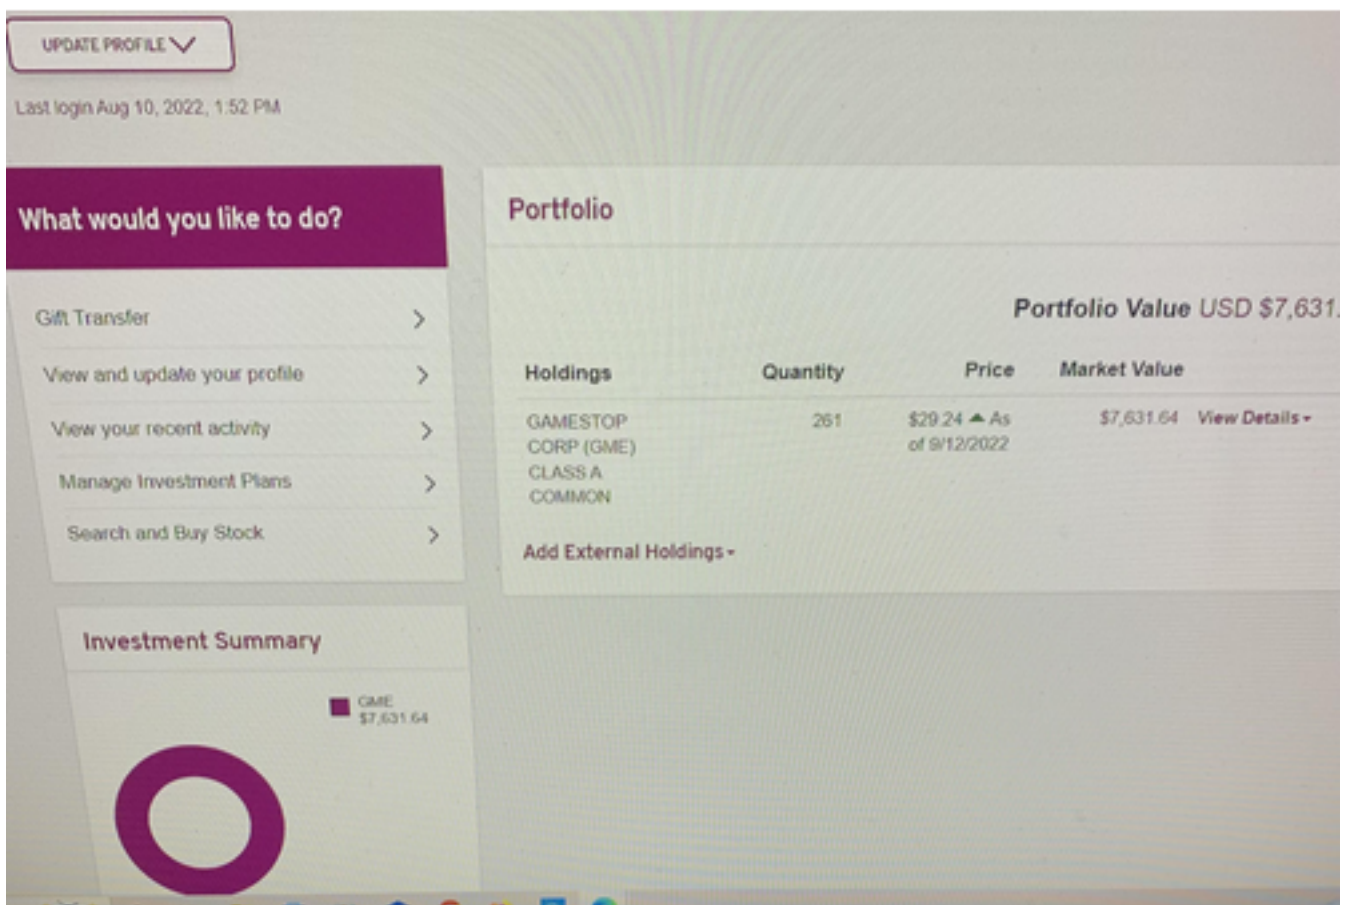 UPDATE PROFILE
Last login Aug 10, 2022, 1:52 PM
What would you like to do?
Gift Transfer
View and update your profile
View your recent activity
Manage Investment Plans
Search and Buy Stock
Portfolio
Portfolio Value USD $7,631.
Holdings Quantity Price Market Value
GAMESTOP 261 $29.24 ▲ As $7,631.64 View Details
CORP (GME) of 9/12/2022
CLASS A
COMMON
Add External Holdings
Investment Summary
GME
$7,631.64